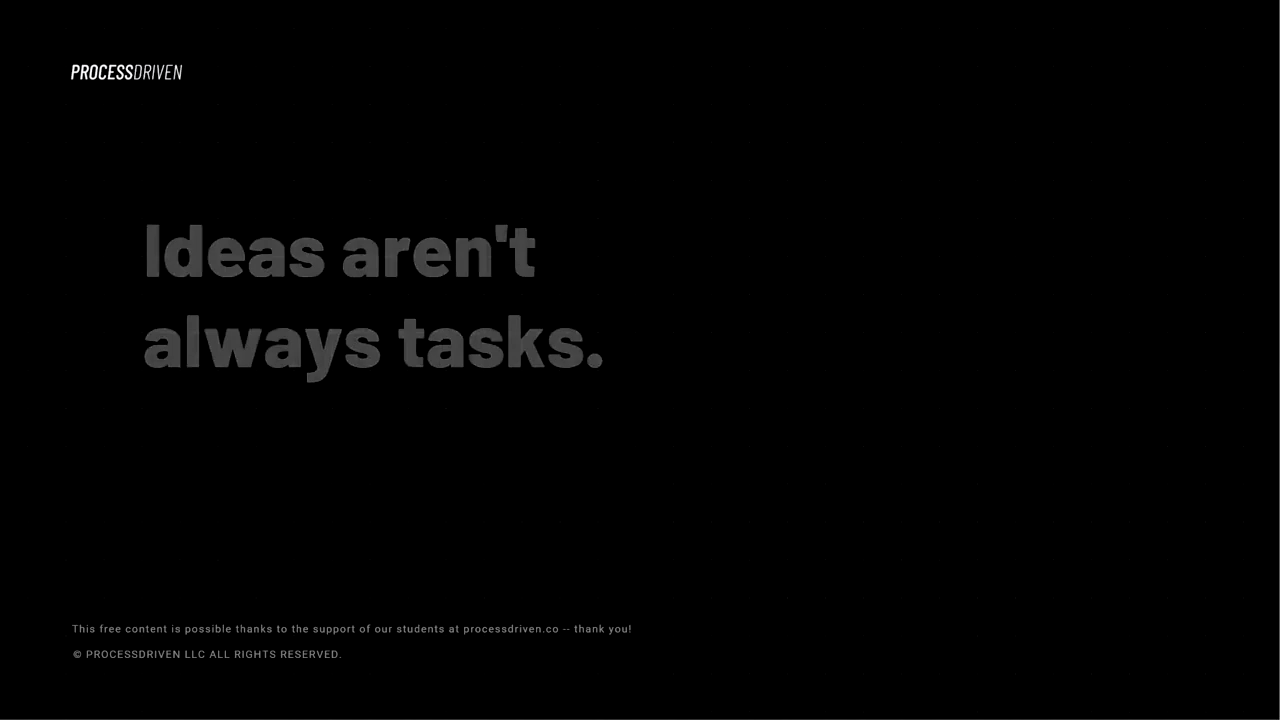 PROCESSDRIVEN
Ideas aren't
always tasks.
This free content is possible thanks to the support of our students at processdriven.co -- thank you!
© PROCESSDRIVEN LLC ALL RIGHTS RESERVED.